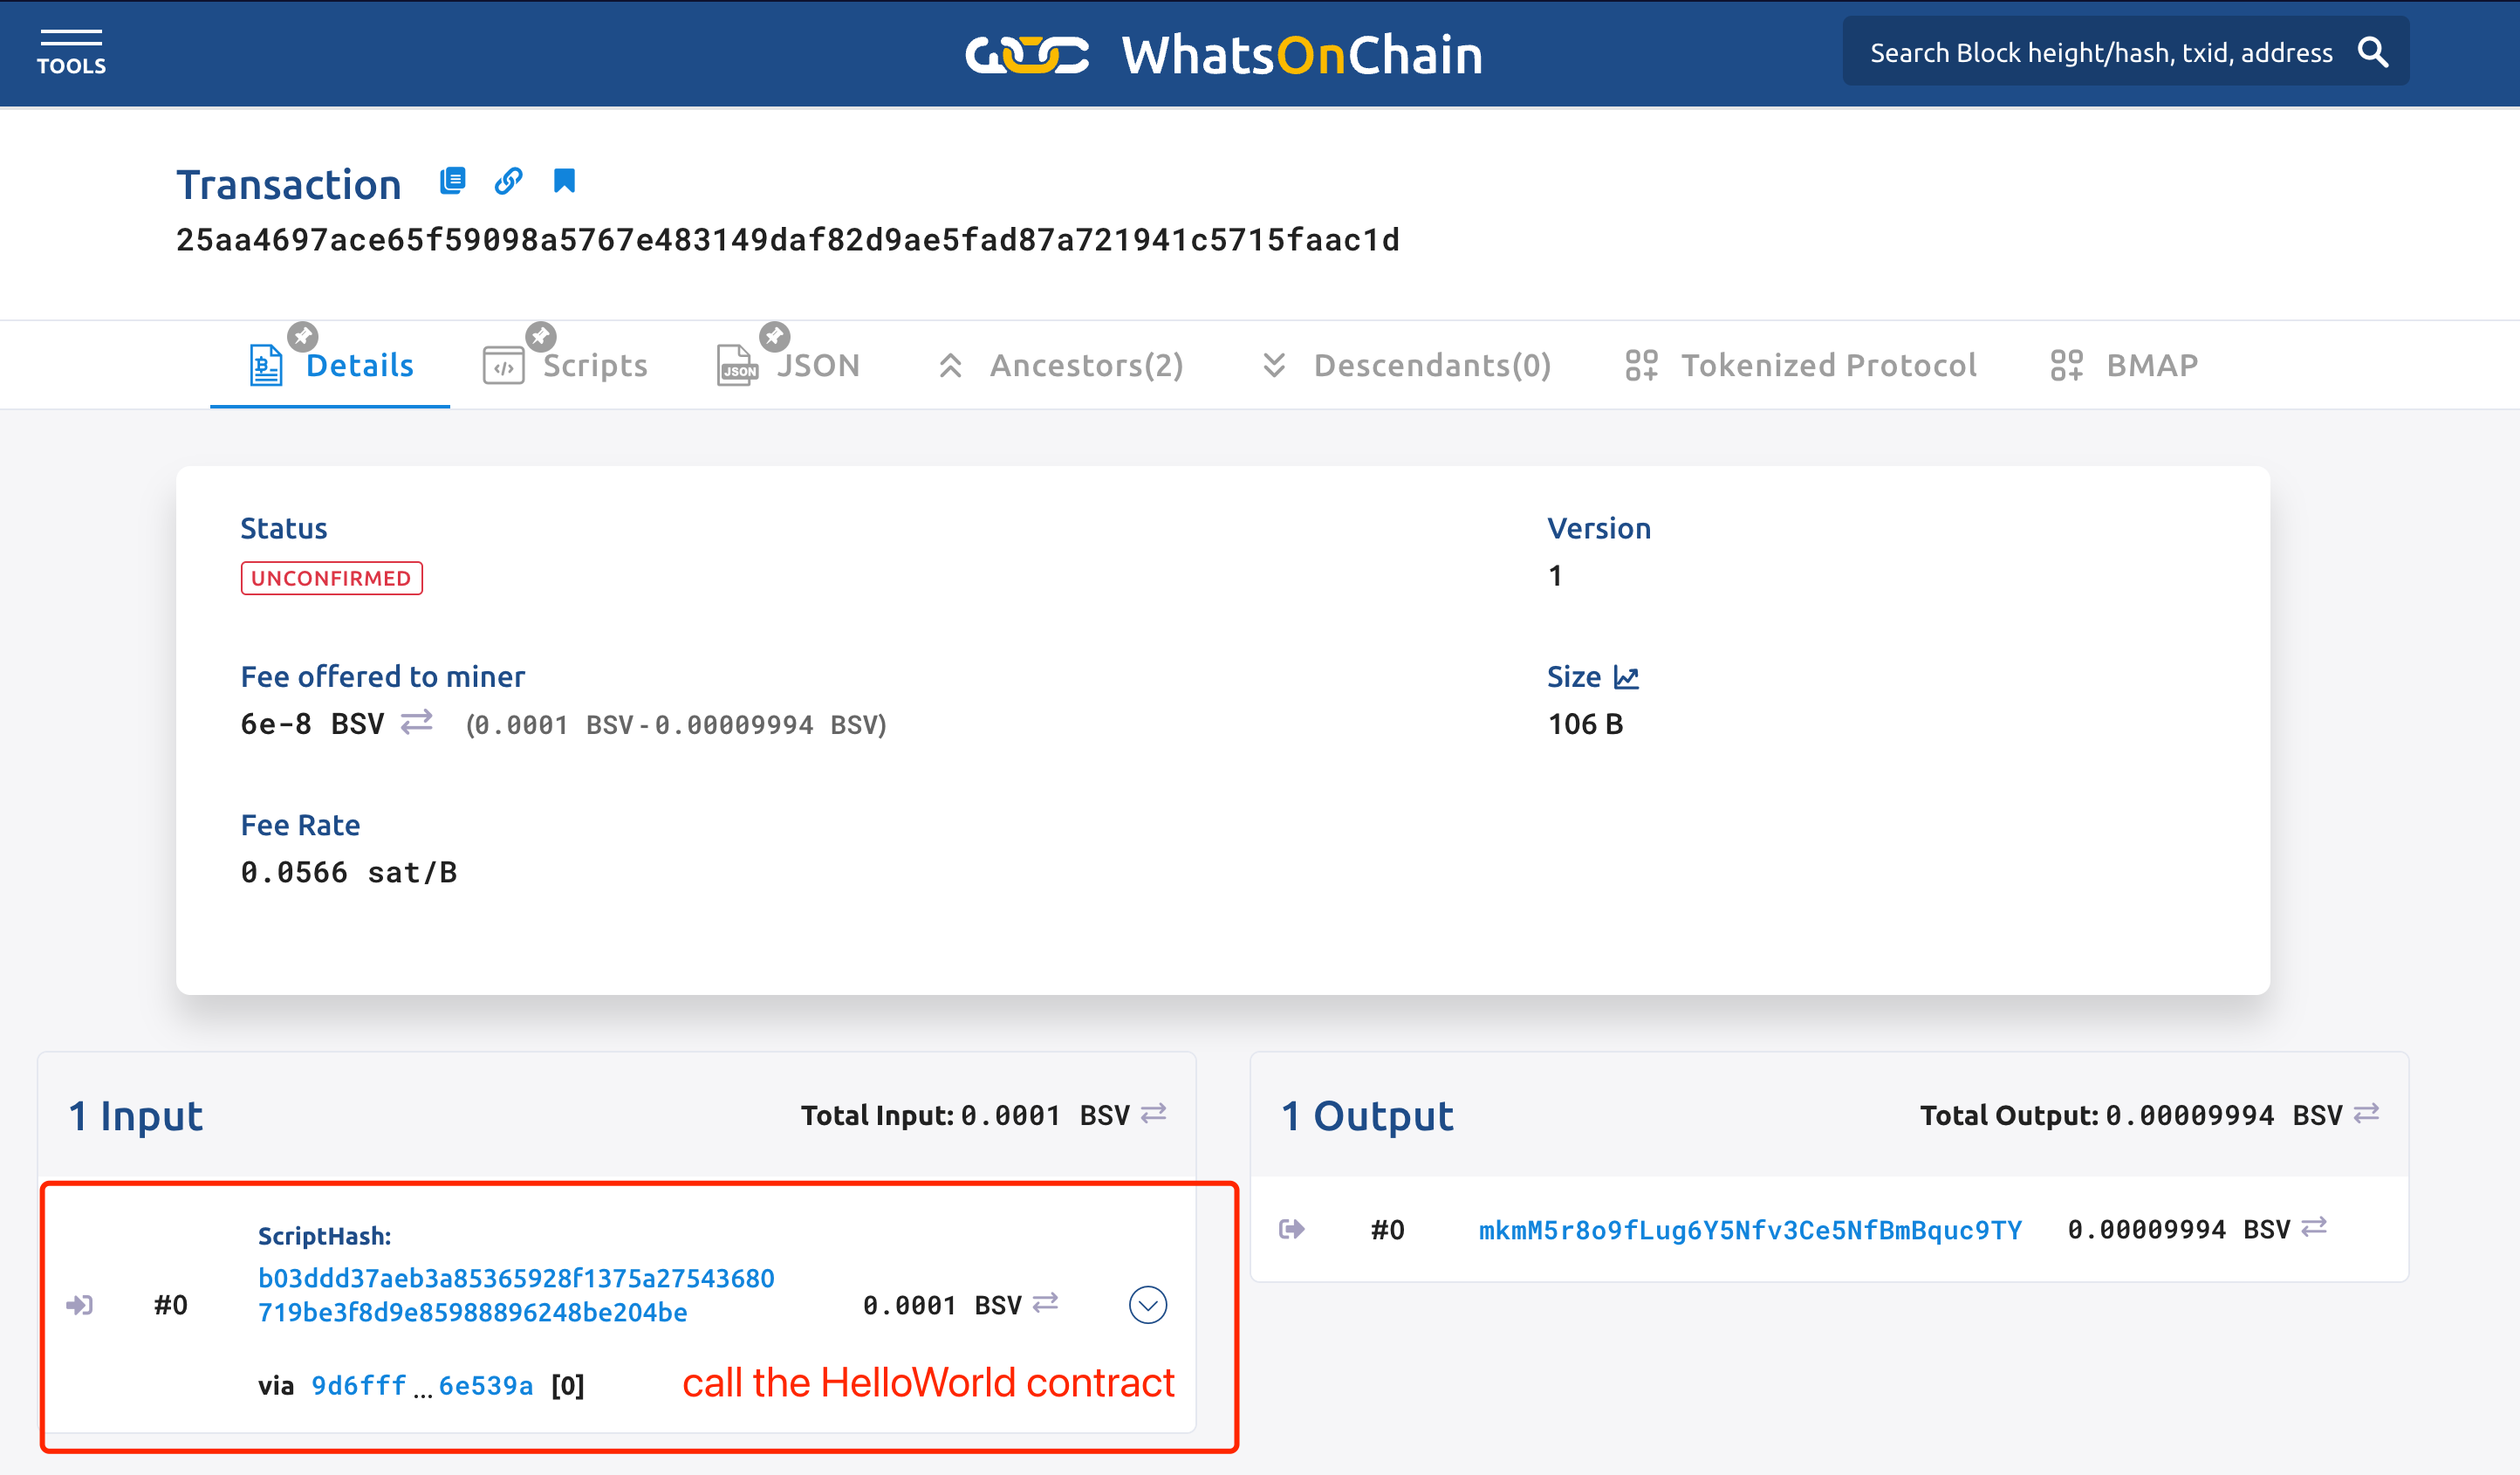 TOOLS
WhatsOnChain
Search Block height/hash, txid, address
Transaction
25aa4697ace65f59098a5767e483149daf82d9ae5fad87a721941c5715faac1d
Details
Scripts
JSON
JSON
Ancestors(2)
Descendants(0)
Tokenized Protocol
BMAP
Status
UNCONFIRMED
Version
1
Fee offered to miner
6e-8 BSV (0.0001 BSV-0.00009994 BSV)
Size
106 B
Fee Rate
0.0566 sat/B
1 Input
Total Input: 0.0001 BSV
ScriptHash:
b03ddd37aeb3a85365928f1375a27543680
719be3f8d9e85988896248be204be
#0
0.0001 BSV
via 9d6fff ... 6e539a [0]
call the HelloWorld contract
1 Output
Total Output: 0.00009994 BSV
#0 mkmM5r8o9fLug6Y5Nfv3Ce5NfBmBquc9TY 0.00009994 BSV